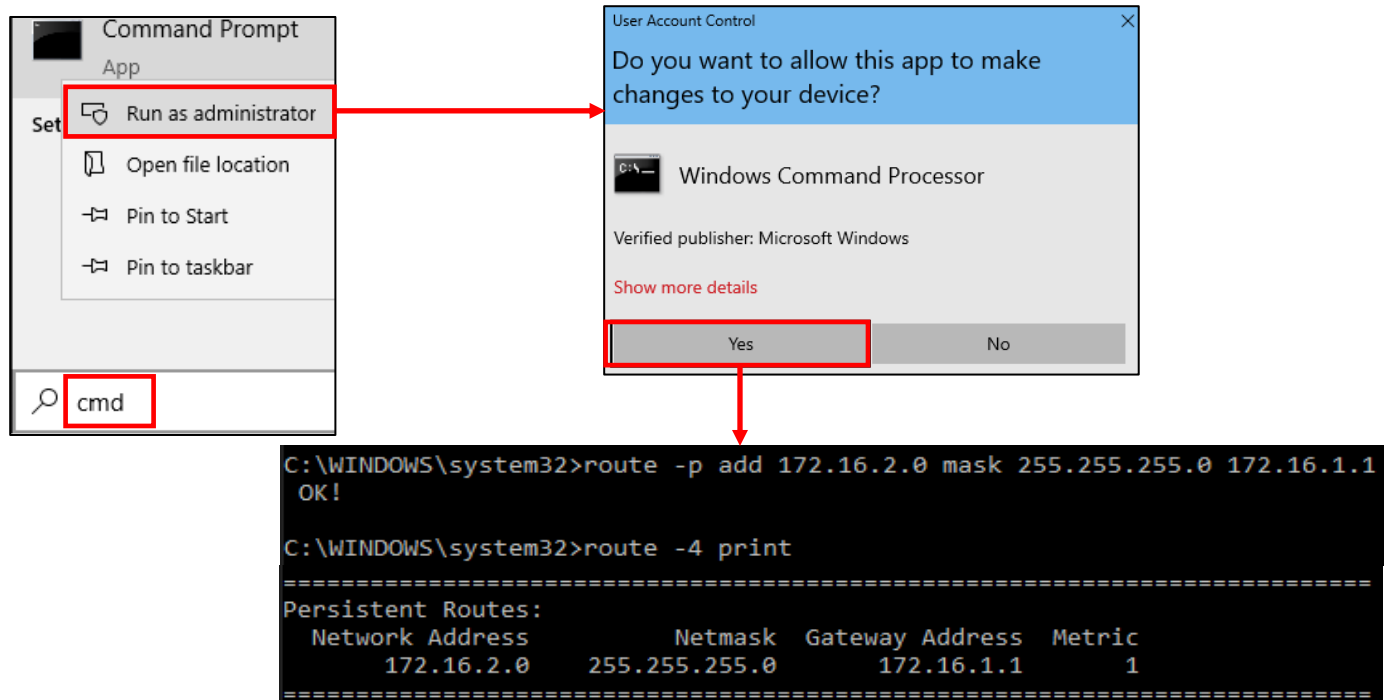 Command Prompt
App
Set
Run as administrator
Open file location
Pin to Start
Pin to taskbar
cmd
User Account Control
Do you want to allow this app to make
changes to your device?
C:\_
Windows Command Processor
Verified publisher: Microsoft Windows
Show more details
Yes
No
C:\WINDOWS\system32>route -p add 172.16.2.0 mask 255.255.255.0 172.16.1.1
OK!
C:\WINDOWS\system32>route -4 print
===========================================================================
Persistent Routes:
Network Address Netmask Gateway Address Metric
172.16.2.0 255.255.255.0 172.16.1.1 1
===========================================================================